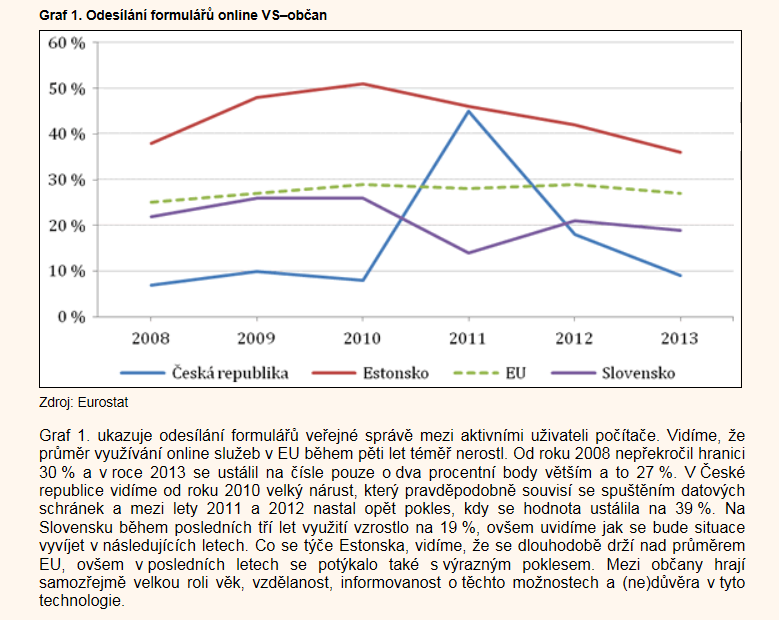 Graf 1. Odesílání formulářů online VS–občan
60 %
50 %
40 %
30 %
20 %
10 %
0 %
2008 2009 2010 2011 2012 2013
Česká republika Estonsko EU Slovensko
Zdroj: Eurostat
Graf 1. ukazuje odesílání formulářů veřejné správě mezi aktivními uživateli počítače. Vidíme, že
průměr využívání online služeb v EU během pěti let téměř nerostl. Od roku 2008 nepřekročil hranici
30 % a v roce 2013 se ustálil na čísle pouze o dva procentní body větším a to 27 %. V České
republice vidíme od roku 2010 velký nárust, který pravděpodobně souvisí se spuštěním datových
schránek a mezi lety 2011 a 2012 nastal opět pokles, kdy se hodnota ustálila na 39 %. Na
Slovensku během posledních tří let využití vzrostlo na 19 %, ovšem uvidíme jak se bude situace
vyvíjet v následujících letech. Co se týče Estonska, vidíme, že se dlouhodobě drží nad průměrem
EU, ovšem v posledních letech se potýkalo také s výrazným poklesem. Mezi občany hrají
samozřejmě velkou roli věk, vzdělanost, informovanost o těchto možnostech a (ne)důvěra v tyto
technologie.